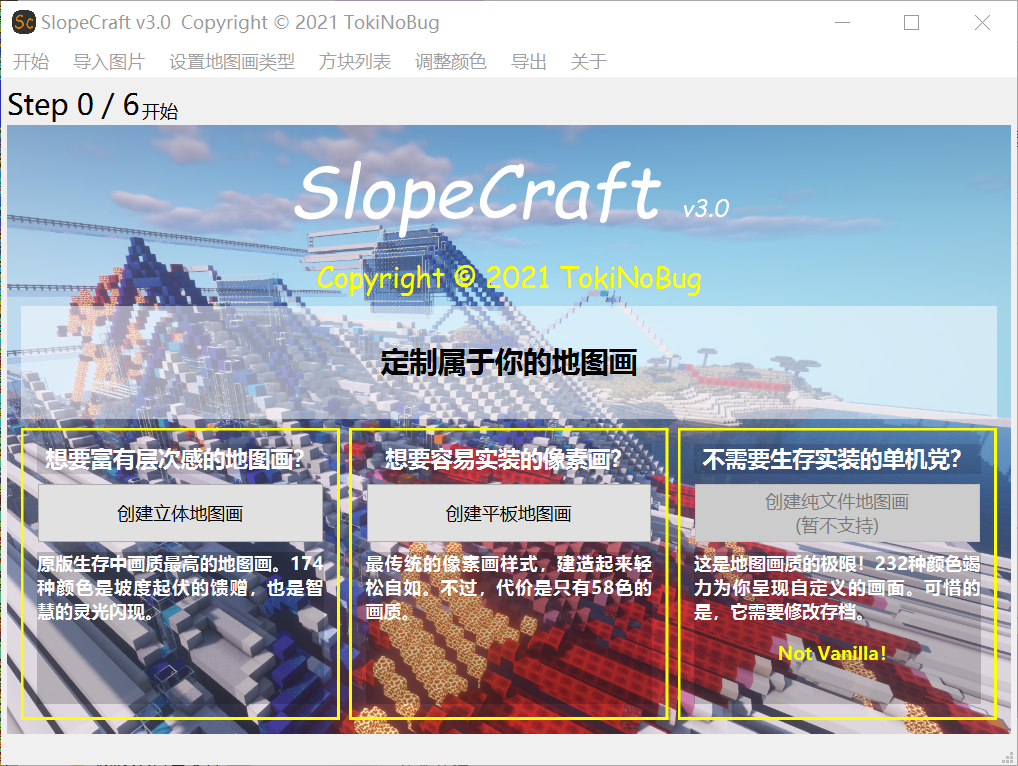 Sc SlopeCraft v3.0 Copyright © 2021 TokiNoBug
开始 导入图片 设置地图画类型 方块列表 调整颜色 导出 关于
Step 0 / 6 开始
SlopeCraft v3.0
Copyright © 2021 TokiNoBug
定制属于你的地图画
想要富有层次感的地图画？
创建立体地图画
原版生存中画质最高的地图画。174
种颜色是坡度起伏的馈赠，也是智
慧的灵光闪现。
想要容易实装的像素画？
创建平板地图画
最传统的像素画样式，建造起来轻
松自如。不过，代价是只有58色的
画质。
不需要生存实装的单机党？
创建纯文件地图画
(暂不支持)
这是地图画质的极限！232种颜色竭
力为你呈现自定义的画面。可惜的
是，它需要修改存档。
Not Vanilla！